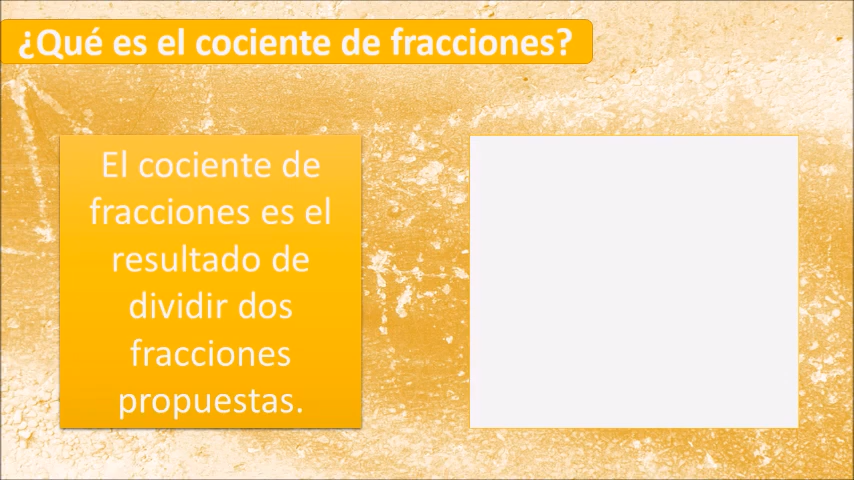 ¿Qué es el cociente de fracciones?
El cociente de
fracciones es el
resultado de
dividir dos
fracciones
propuestas.